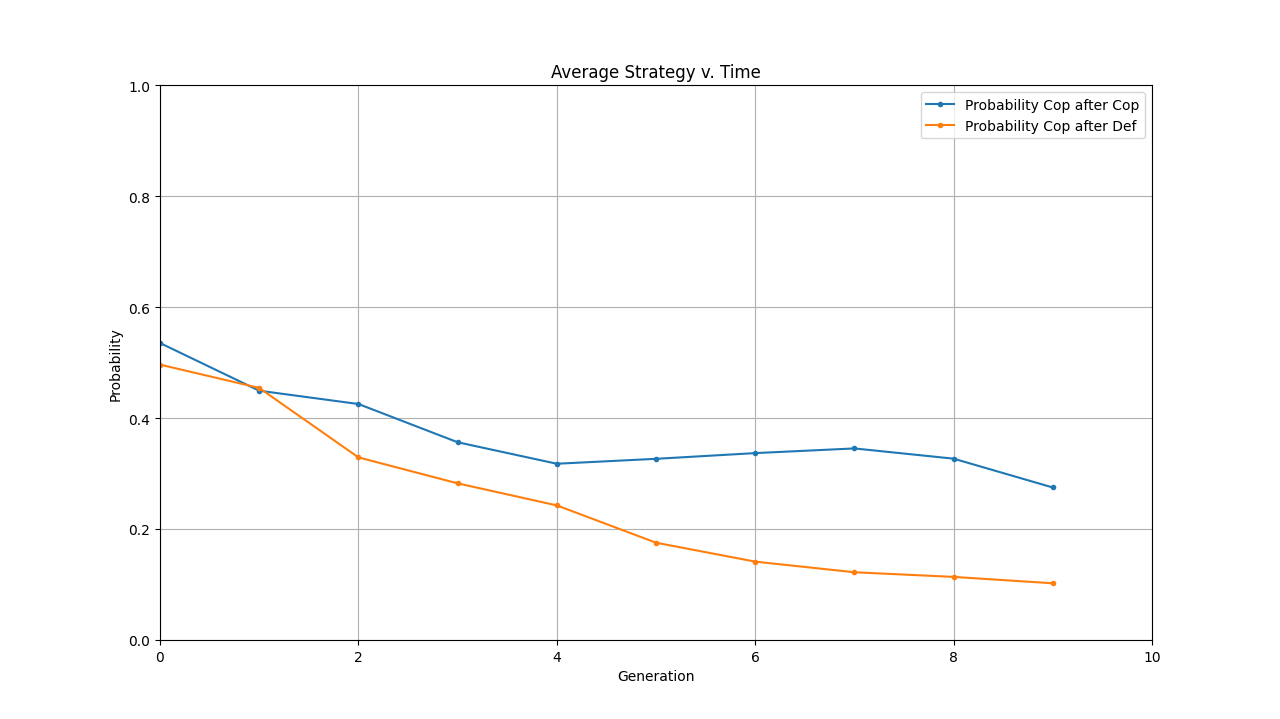 Average Strategy v. Time
Probability Cop after Cop
Probability Cop after Def
1.0
0.8
0.6
0.4
0.2
0.0
Probability
0 2 4 6 8 10
Generation